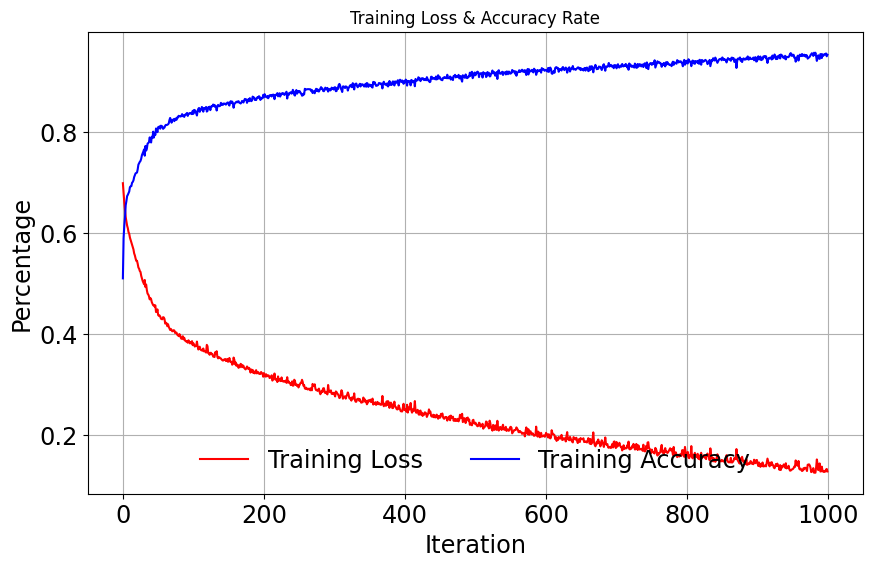 Training Loss & Accuracy Rate
Percentage
0.8
0.6
0.4
0.2
Training Loss Training Accuracy
0 200 400 600 800 1000
Iteration